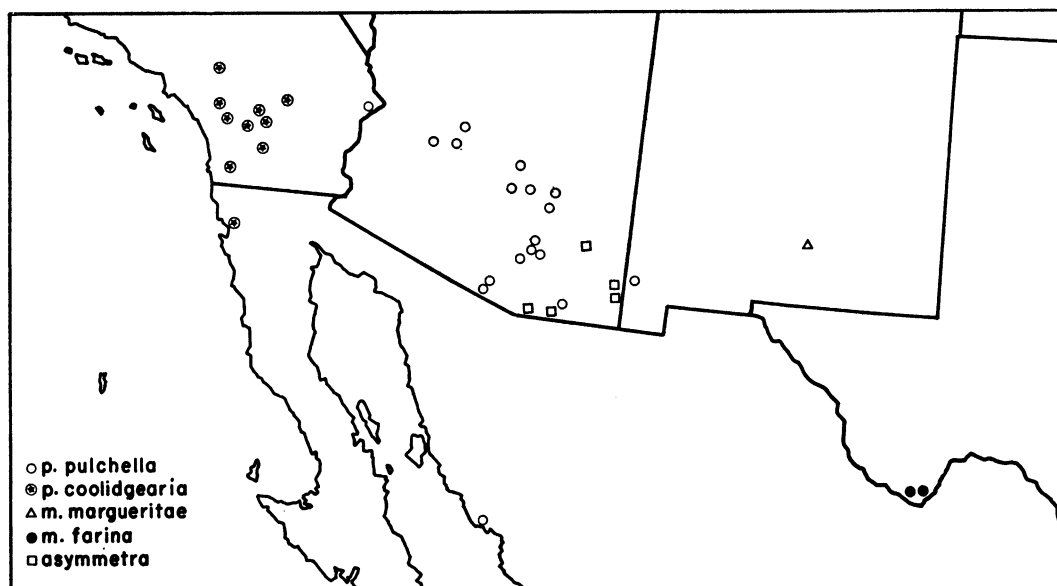 p. pulchella
p. coolidgearia
m. margueritae
m. farina
asymmetra